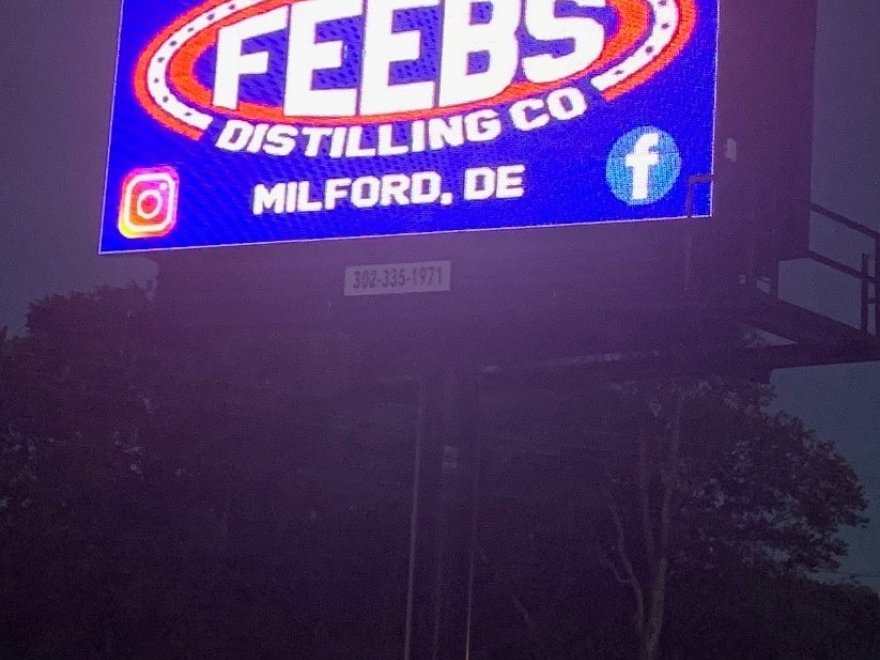 FEEBS
DISTILLING CO
MILFORD, DE
f
302-335-1971